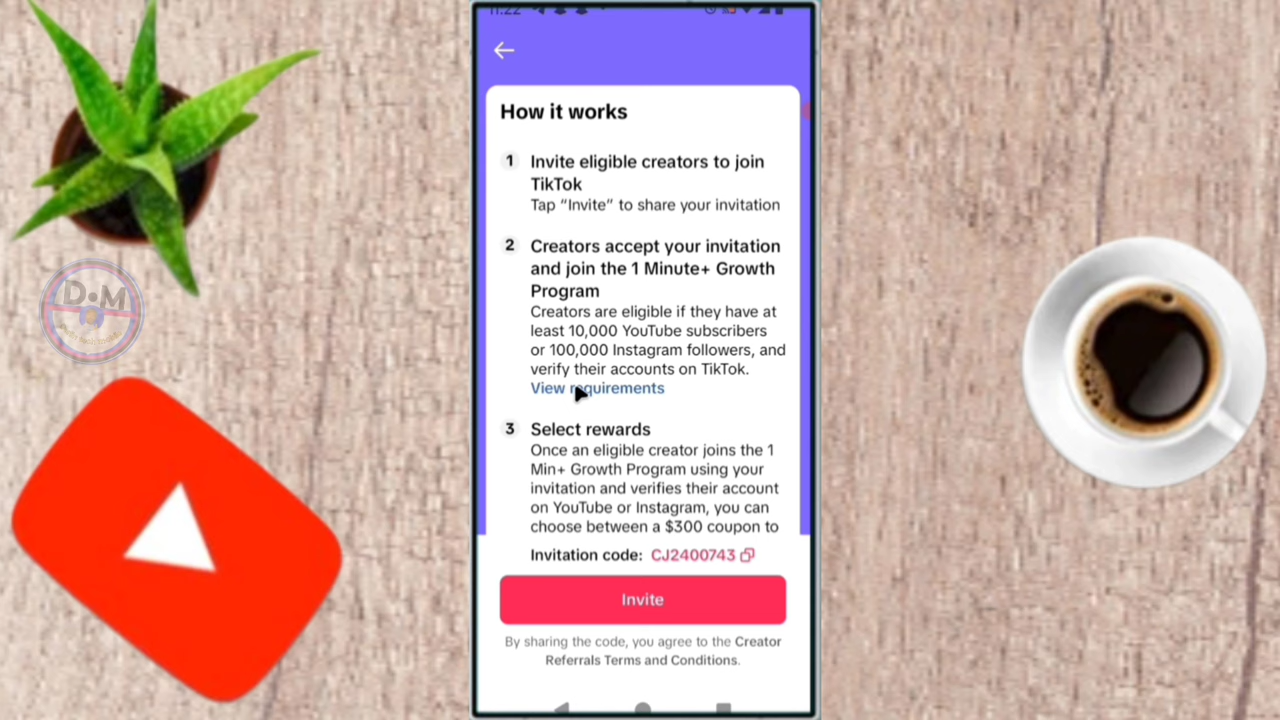 11:22
How it works
1 Invite eligible creators to join
TikTok
Tap “Invite” to share your invitation
2 Creators accept your invitation
and join the 1 Minute+ Growth
Program
Creators are eligible if they have at
least 10,000 YouTube subscribers
or 100,000 Instagram followers, and
verify their accounts on TikTok.
View requirements
3 Select rewards
Once an eligible creator joins the 1
Min+ Growth Program using your
invitation and verifies their account
on YouTube or Instagram, you can
choose between a $300 coupon to
Invitation code: CJ2400743
Invite
By sharing the code, you agree to the Creator
Referrals Terms and Conditions.
D•M